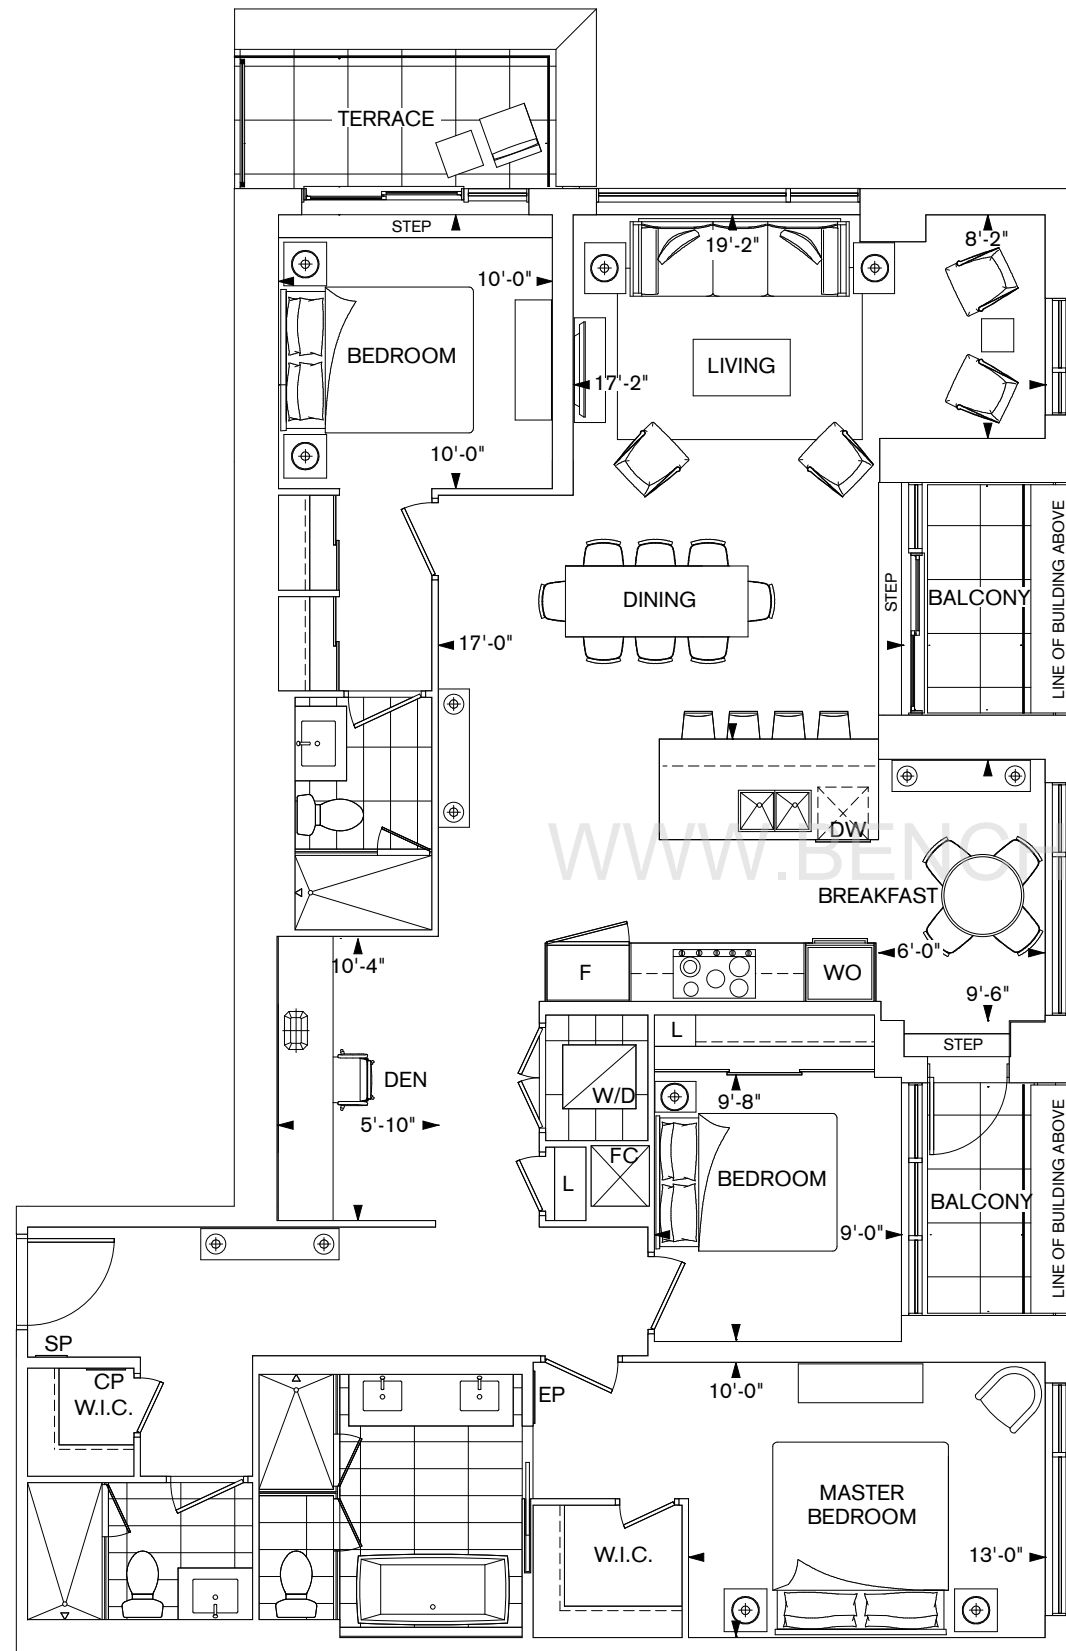 TERRACE
STEP
19'-2"
8'-2"
10'-0"
BEDROOM
LIVING
17'-2"
10'-0"
DINING
STEP
BALCONY
LINE OF BUILDING ABOVE
17'-0"
DW
WWW.BENCH
BREAKFAST
6'-0"
10'-4"
F
WO
9'-6"
L
STEP
DEN
W/D
9'-8"
5'-10"
FC
L
BEDROOM
BALCONY
LINE OF BUILDING ABOVE
9'-0"
SP
CP
W.I.C.
EP
10'-0"
MASTER
BEDROOM
W.I.C.
13'-0"